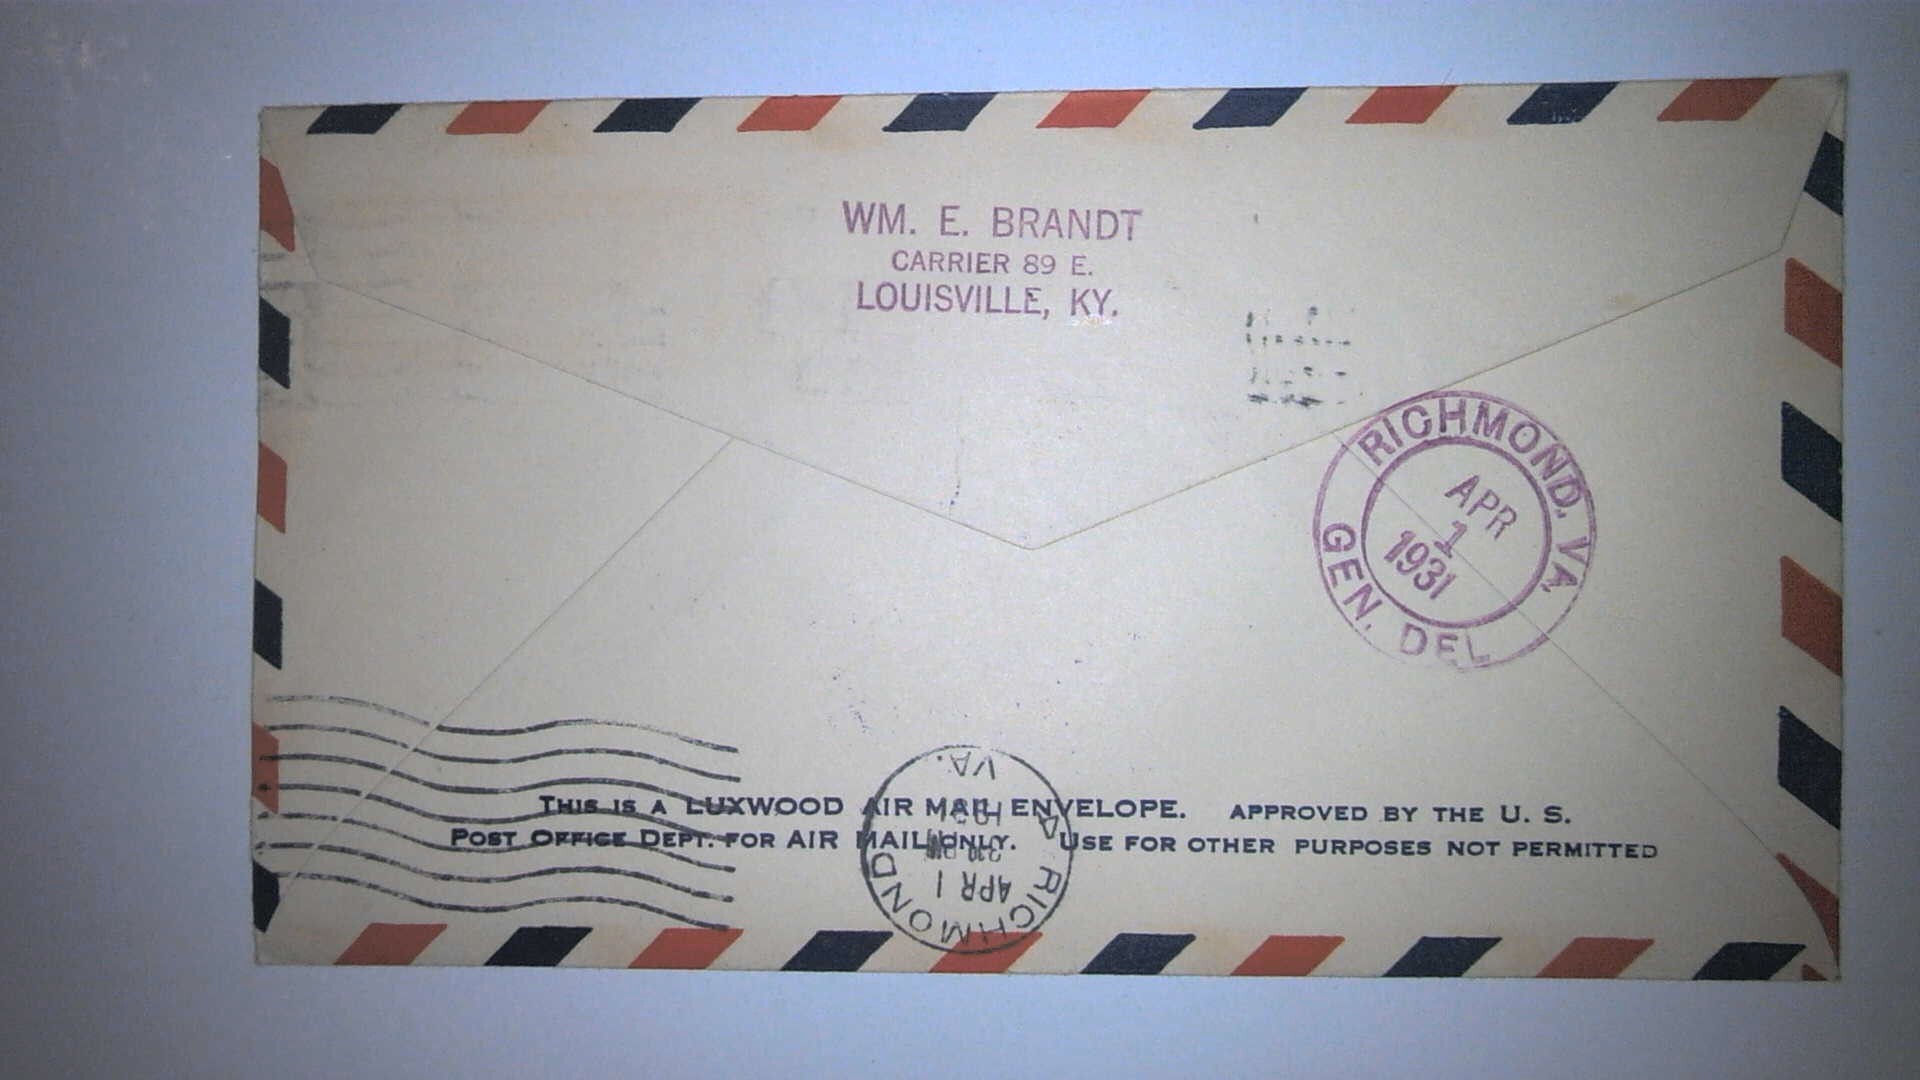 WM. E. BRANDT
CARRIER 89 E.
LOUISVILLE, KY.
RICHMOND, VA.
APR
1
1931
GEN. DEL
THIS IS A LUXWOOD AIR MAIL ENVELOPE. APPROVED BY THE U. S.
POST OFFICE DEPT. FOR AIR MAIL ONLY. USE FOR OTHER PURPOSES NOT PERMITTED
RICHMOND
APR 1
1931
VA.